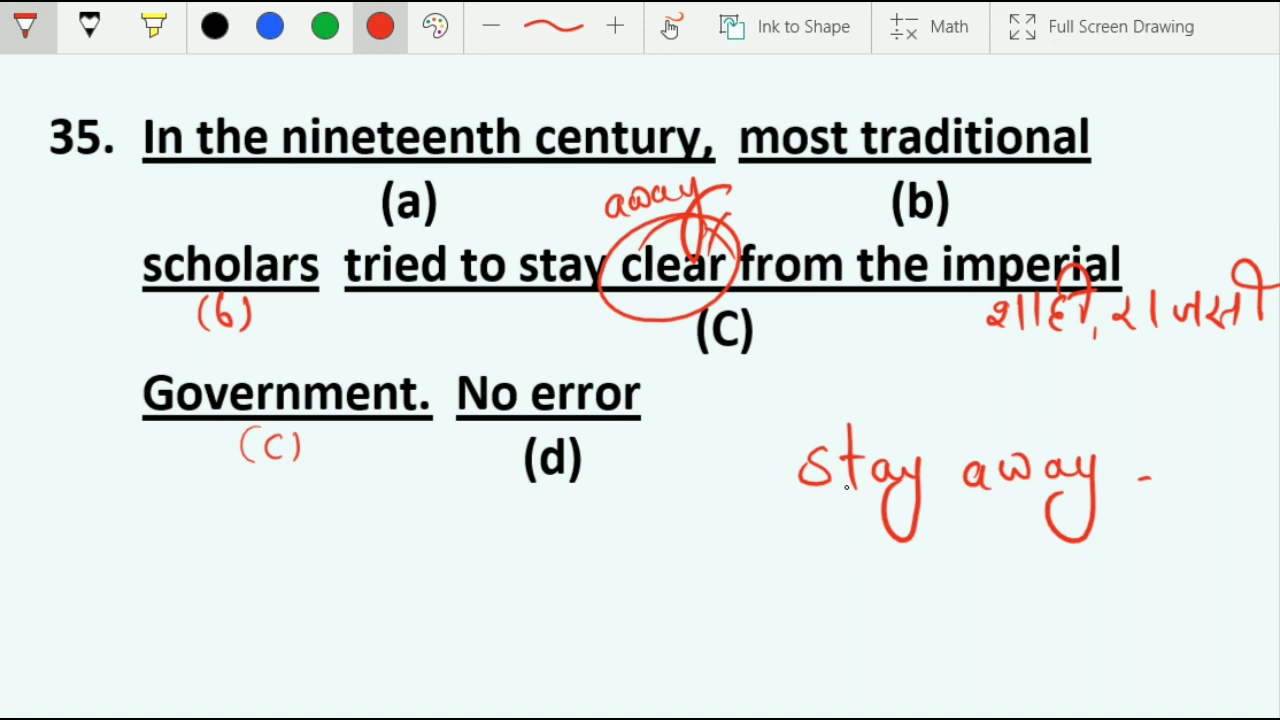 Ink to Shape Math Full Screen Drawing
35. In the nineteenth century, most traditional
(a) (b)
away
scholars tried to stay clear from the imperial
(b) (C) शाही, राजसी
Government. No error
(c) (d)
stay away -